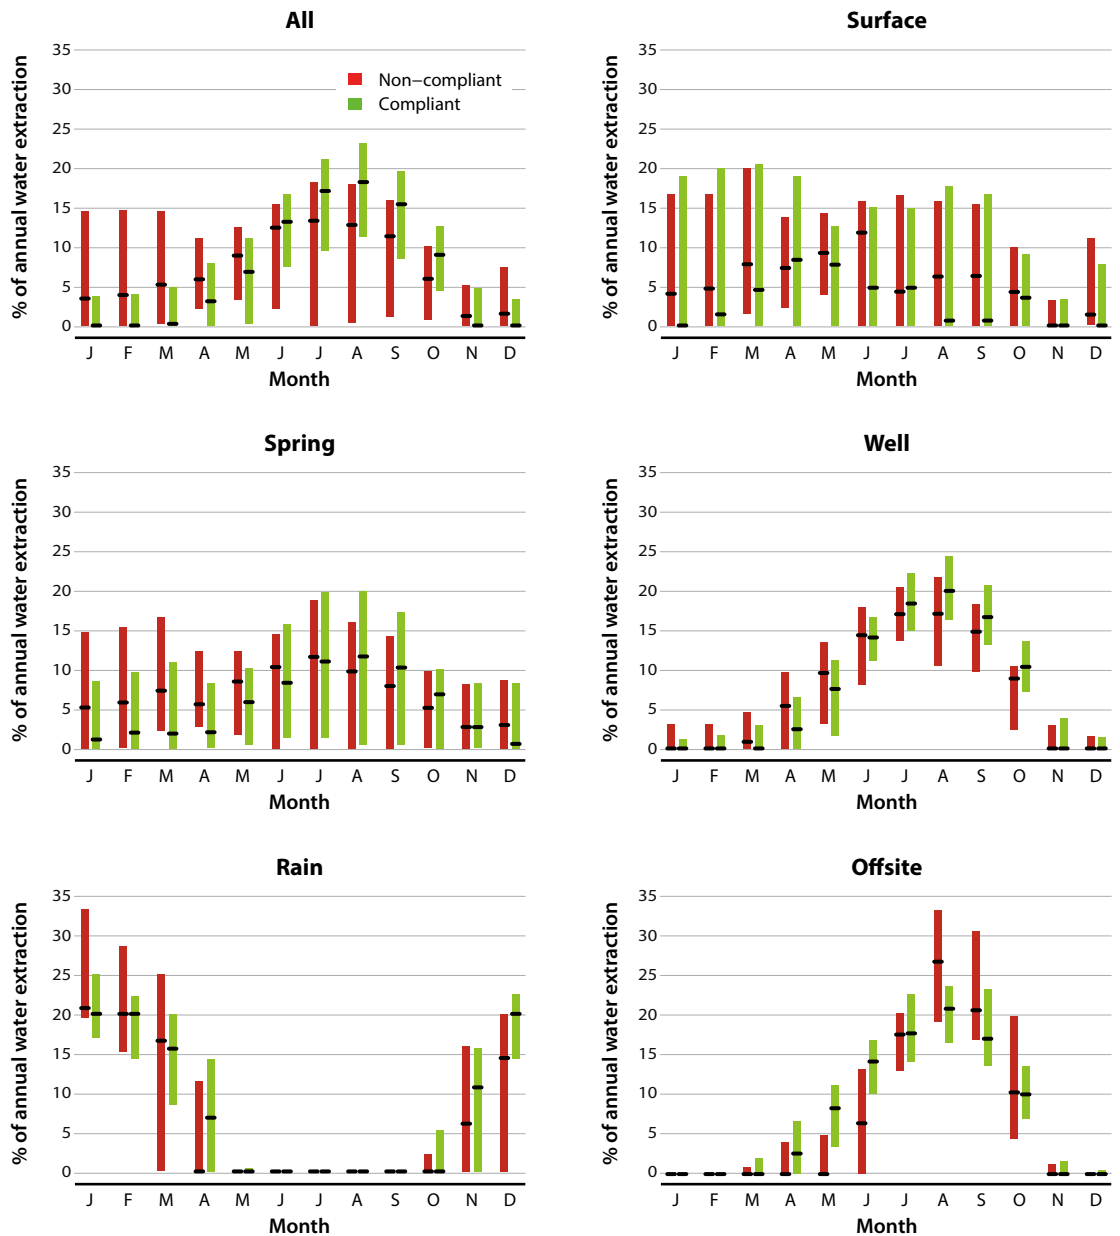 All
% of annual water extraction
35
30
25
20
15
10
5
0
Non−compliant
Compliant
J F M A M J J A S O N D
Month
Surface
% of annual water extraction
35
30
25
20
15
10
5
0
J F M A M J J A S O N D
Month
Spring
% of annual water extraction
35
30
25
20
15
10
5
0
J F M A M J J A S O N D
Month
Well
% of annual water extraction
35
30
25
20
15
10
5
0
J F M A M J J A S O N D
Month
Rain
% of annual water extraction
35
30
25
20
15
10
5
0
J F M A M J J A S O N D
Month
Offsite
% of annual water extraction
35
30
25
20
15
10
5
0
J F M A M J J A S O N D
Month